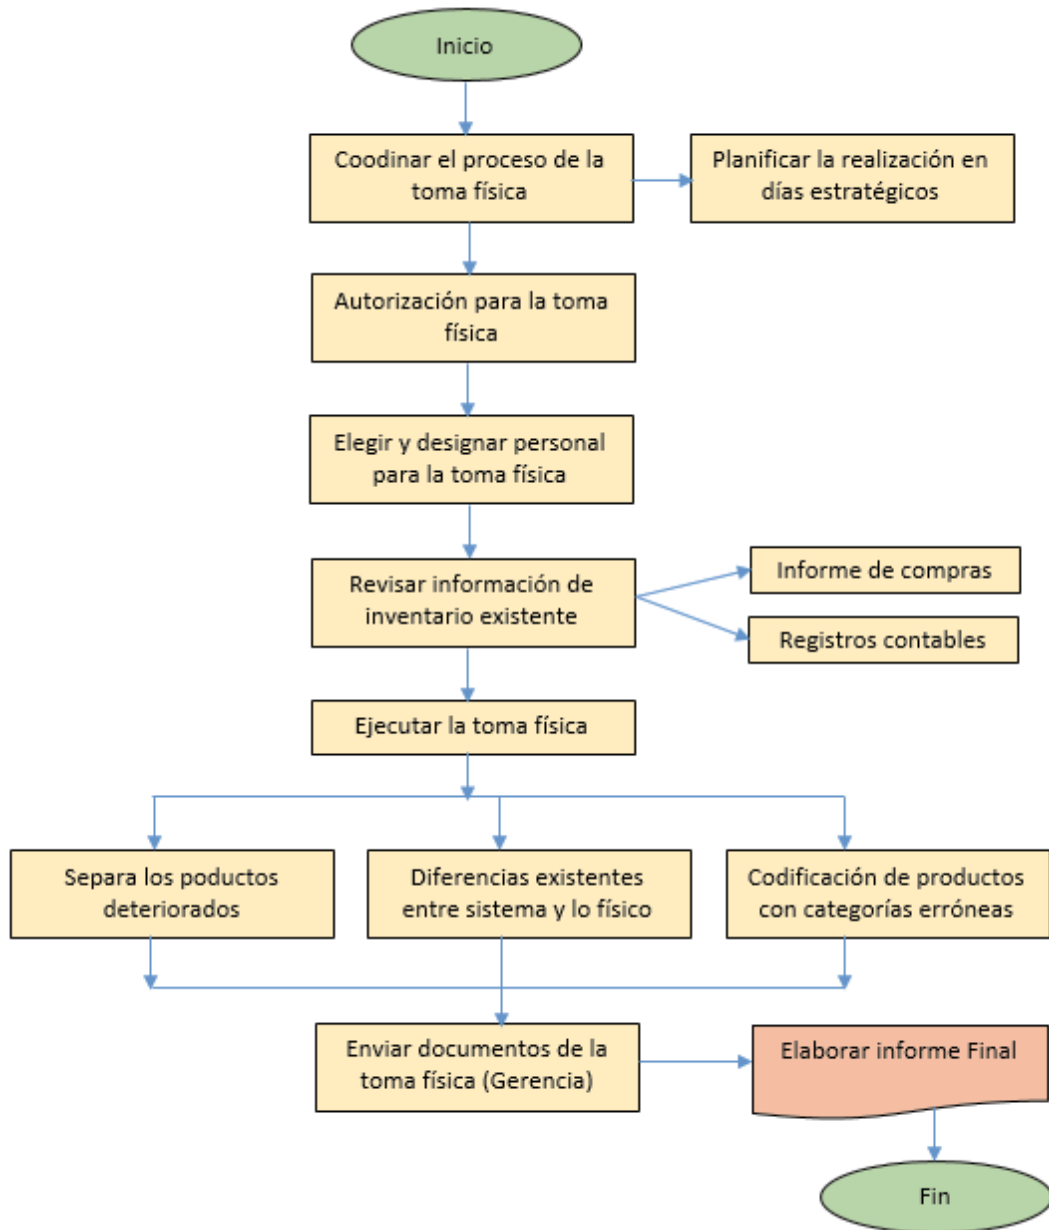 Inicio
Coodinar el proceso de la
toma física
Planificar la realización en
días estratégicos
Autorización para la toma
física
Elegir y designar personal
para la toma física
Revisar información de
inventario existente
Informe de compras
Registros contables
Ejecutar la toma física
Separa los poductos
deteriorados
Diferencias existentes
entre sistema y lo físico
Codificación de productos
con categorías erróneas
Enviar documentos de la
toma física (Gerencia)
Elaborar informe Final
Fin